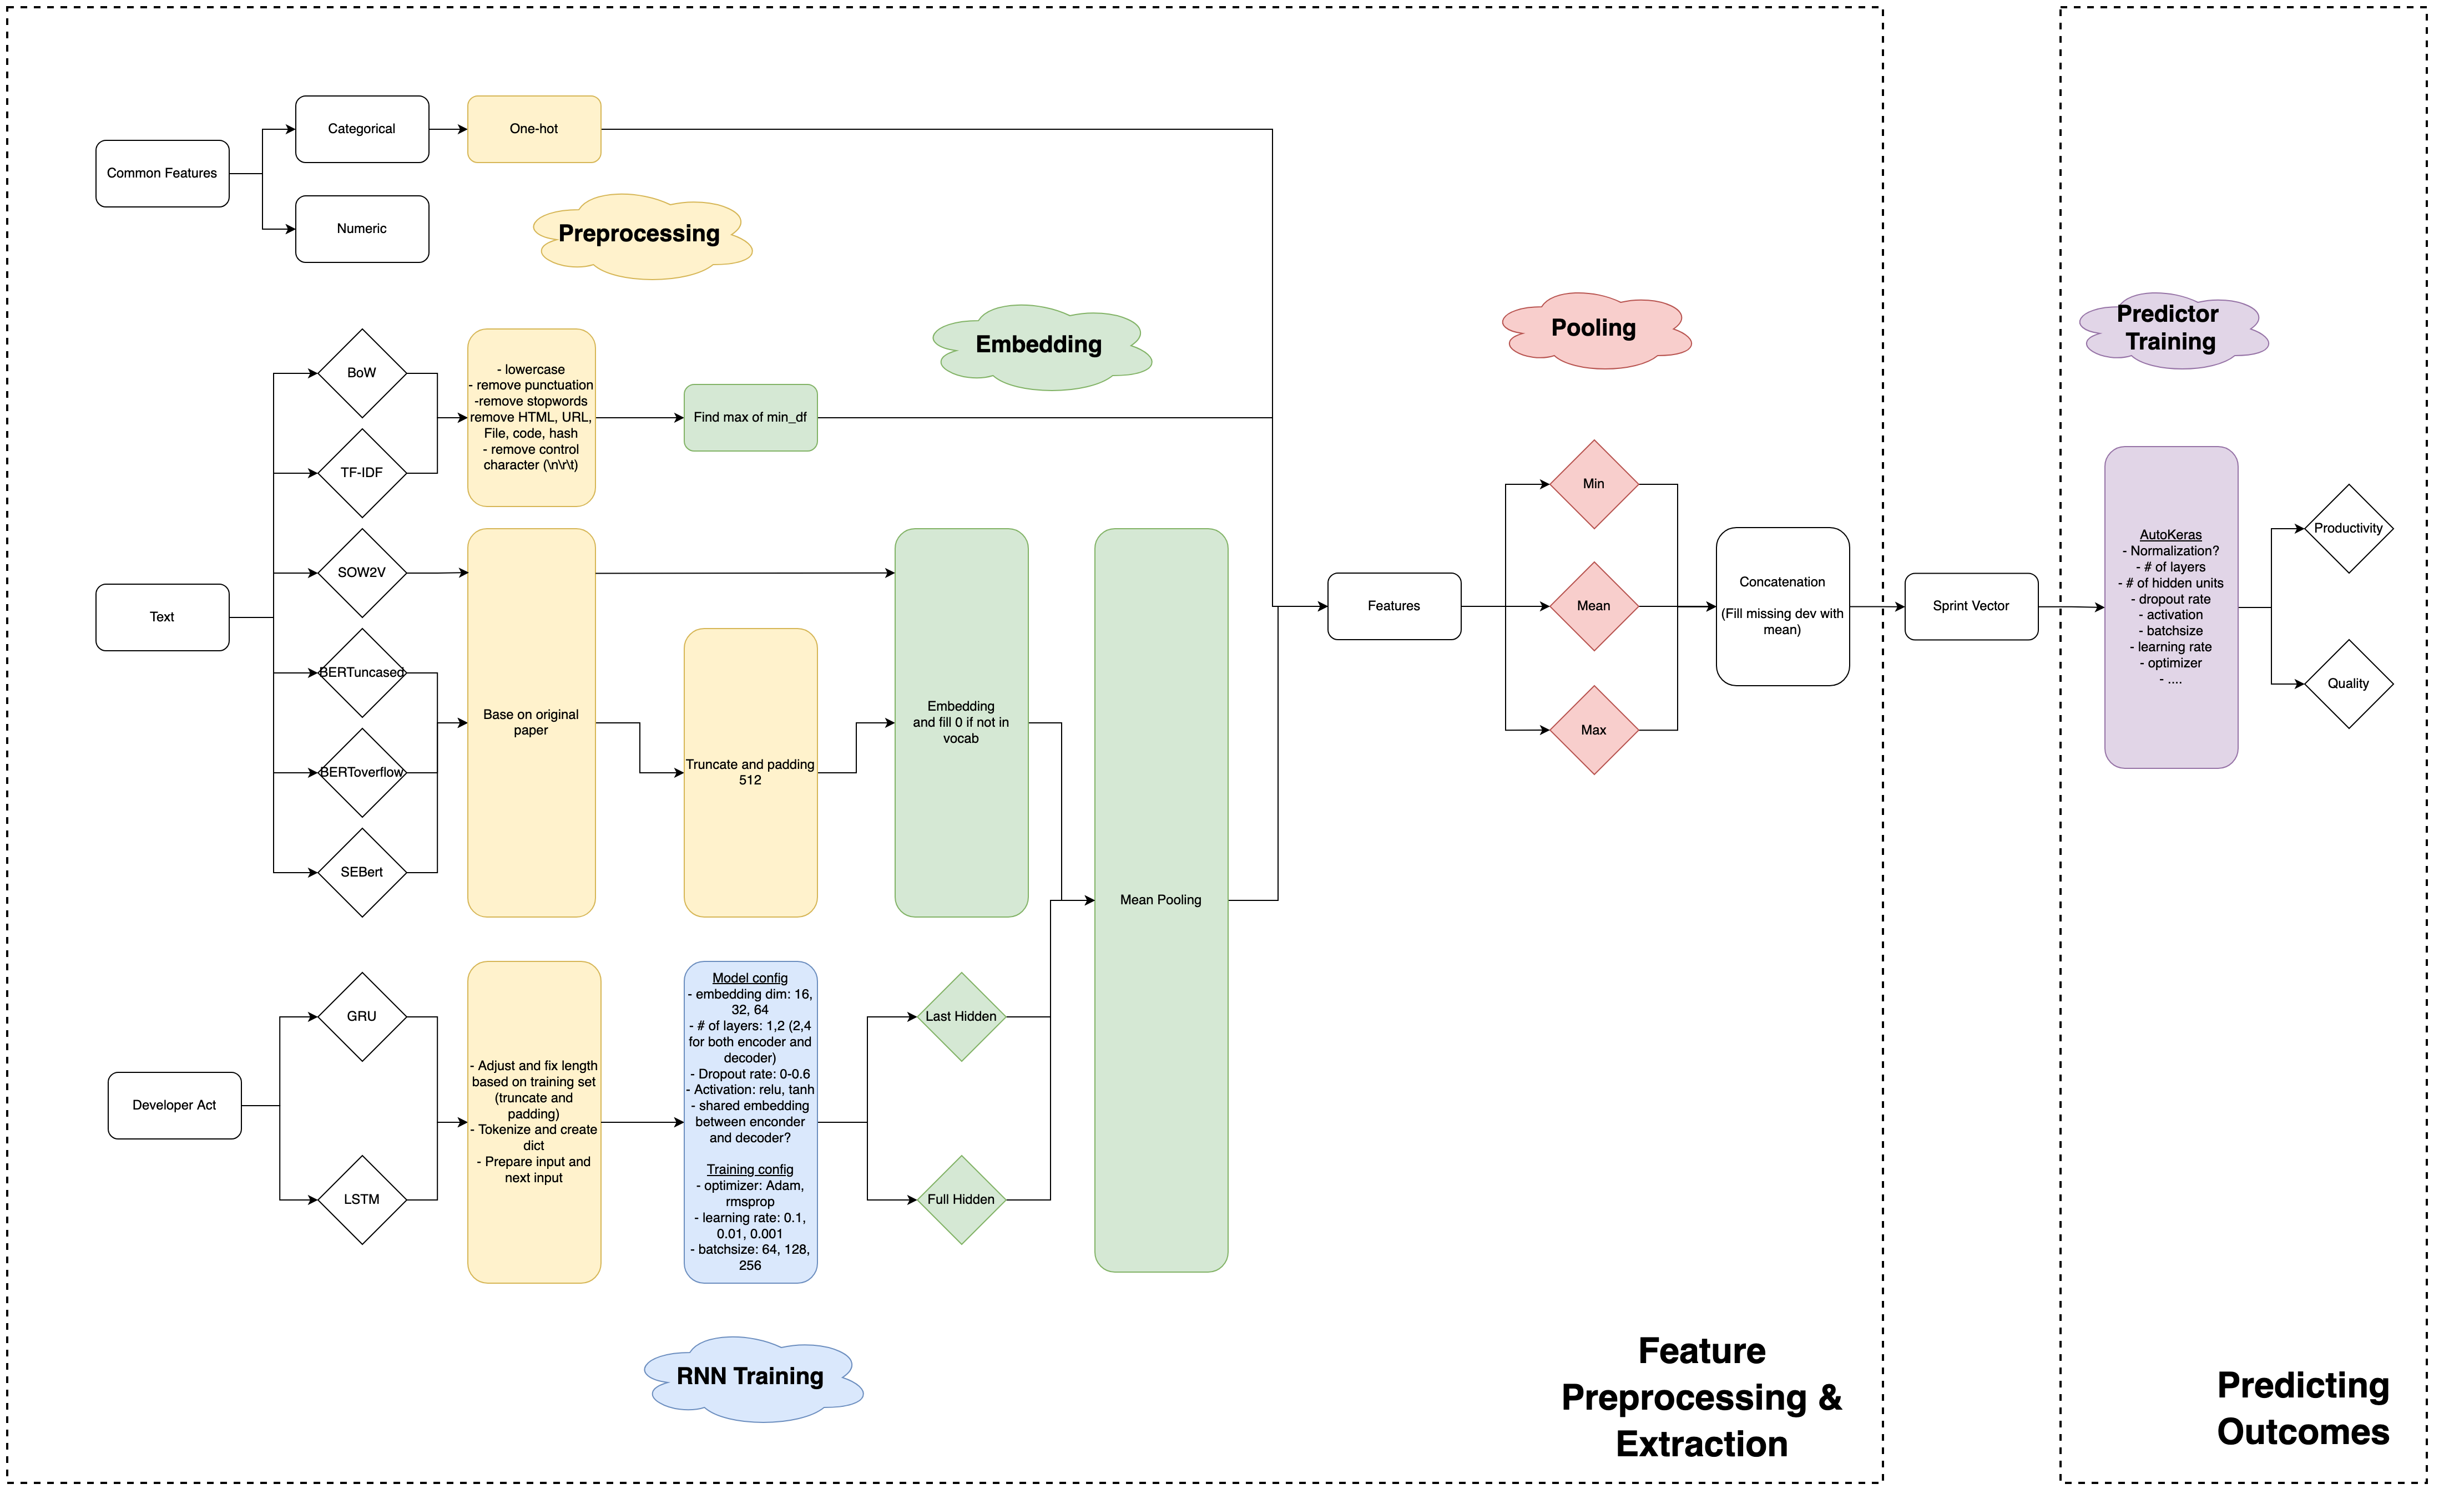 Common Features
Categorical
One-hot
Numeric
Preprocessing
Embedding
Pooling
Predictor
Training
Text
BoW
TF-IDF
SOW2V
BERTuncased
BERToverflow
SEBert
- lowercase
- remove punctuation
-remove stopwords
remove HTML, URL,
File, code, hash
- remove control
character (\n\r\t)
Find max of min_df
Base on original
paper
Truncate and padding
512
Embedding
and fill 0 if not in
vocab
Mean Pooling
Developer Act
GRU
LSTM
- Adjust and fix length
based on training set
(truncate and
padding)
- Tokenize and create
dict
- Prepare input and
next input
Model config
- embedding dim: 16,
32, 64
- # of layers: 1,2 (2,4
for both encoder and
decoder)
- Dropout rate: 0-0.6
- Activation: relu, tanh
- shared embedding
between enconder
and decoder?
Training config
- optimizer: Adam,
rmsprop
- learning rate: 0.1,
0.01, 0.001
- batchsize: 64, 128,
256
Last Hidden
Full Hidden
RNN Training
Features
Min
Mean
Max
Concatenation
(Fill missing dev with
mean)
Sprint Vector
AutoKeras
- Normalization?
- # of layers
- # of hidden units
- dropout rate
- activation
- batchsize
- learning rate
- optimizer
- ....
Productivity
Quality
Feature
Preprocessing &
Extraction
Predicting
Outcomes